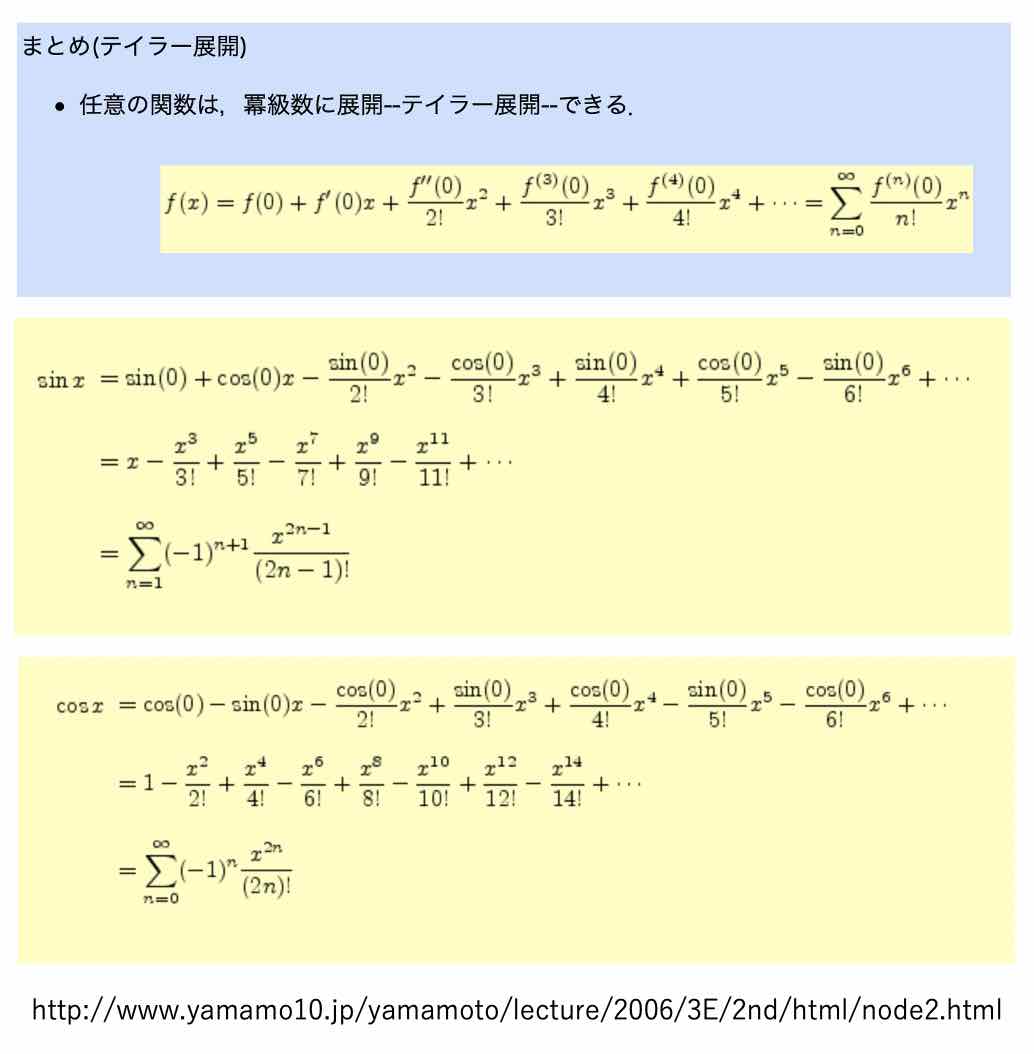 まとめ(テイラー展開)
• 任意の関数は，冪級数に展開--テイラー展開--できる．
f(x) = f(0) + f′(0)x + \frac{f″(0)}{2!}x^2 + \frac{f^{(3)}(0)}{3!}x^3 + \frac{f^{(4)}(0)}{4!}x^4 + ⋯ = \sum_{n=0}^{∞} \frac{f^{(n)}(0)}{n!}x^n
sin x = sin(0) + cos(0)x − \frac{sin(0)}{2!}x^2 − \frac{cos(0)}{3!}x^3 + \frac{sin(0)}{4!}x^4 + \frac{cos(0)}{5!}x^5 − \frac{sin(0)}{6!}x^6 + ⋯
= x − \frac{x^3}{3!} + \frac{x^5}{5!} − \frac{x^7}{7!} + \frac{x^9}{9!} − \frac{x^{11}}{11!} + ⋯
= \sum_{n=1}^{∞} (−1)^{n+1} \frac{x^{2n−1}}{(2n−1)!}
cos x = cos(0) − sin(0)x − \frac{cos(0)}{2!}x^2 + \frac{sin(0)}{3!}x^3 + \frac{cos(0)}{4!}x^4 − \frac{sin(0)}{5!}x^5 − \frac{cos(0)}{6!}x^6 + ⋯
= 1 − \frac{x^2}{2!} + \frac{x^4}{4!} − \frac{x^6}{6!} + \frac{x^8}{8!} − \frac{x^{10}}{10!} + \frac{x^{12}}{12!} − \frac{x^{14}}{14!} + ⋯
= \sum_{n=0}^{∞} (−1)^n \frac{x^{2n}}{(2n)!}
http://www.yamamo10.jp/yamamoto/lecture/2006/3E/2nd/html/node2.html